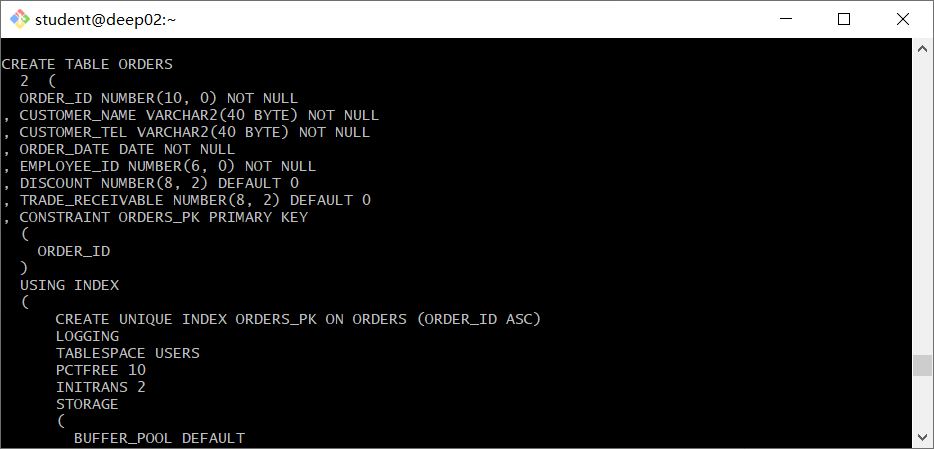 student@deep02:~
CREATE TABLE ORDERS
  2  (
  ORDER_ID NUMBER(10, 0) NOT NULL
, CUSTOMER_NAME VARCHAR2(40 BYTE) NOT NULL
, CUSTOMER_TEL VARCHAR2(40 BYTE) NOT NULL
, ORDER_DATE DATE NOT NULL
, EMPLOYEE_ID NUMBER(6, 0) NOT NULL
, DISCOUNT NUMBER(8, 2) DEFAULT 0
, TRADE_RECEIVABLE NUMBER(8, 2) DEFAULT 0
, CONSTRAINT ORDERS_PK PRIMARY KEY
  (
    ORDER_ID
  )
  USING INDEX
  (
      CREATE UNIQUE INDEX ORDERS_PK ON ORDERS (ORDER_ID ASC)
      LOGGING
      TABLESPACE USERS
      PCTFREE 10
      INITRANS 2
      STORAGE
      (
        BUFFER_POOL DEFAULT